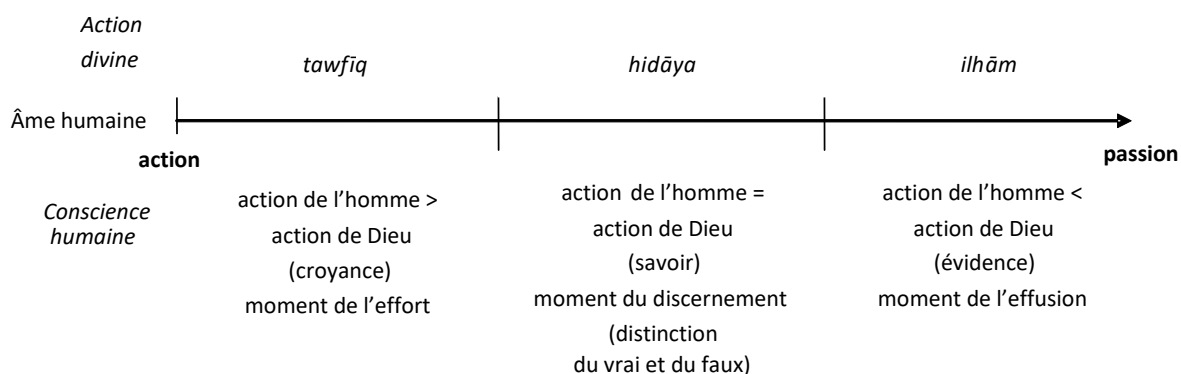 Action
divine
tawfīq
hidāya
ilhām
Âme humaine
action
passion
Conscience
humaine
action de l’homme >
action de Dieu
(croyance)
moment de l’effort
action de l’homme =
action de Dieu
(savoir)
moment du discernement
(distinction
du vrai et du faux)
action de l’homme <
action de Dieu
(évidence)
moment de l’effusion